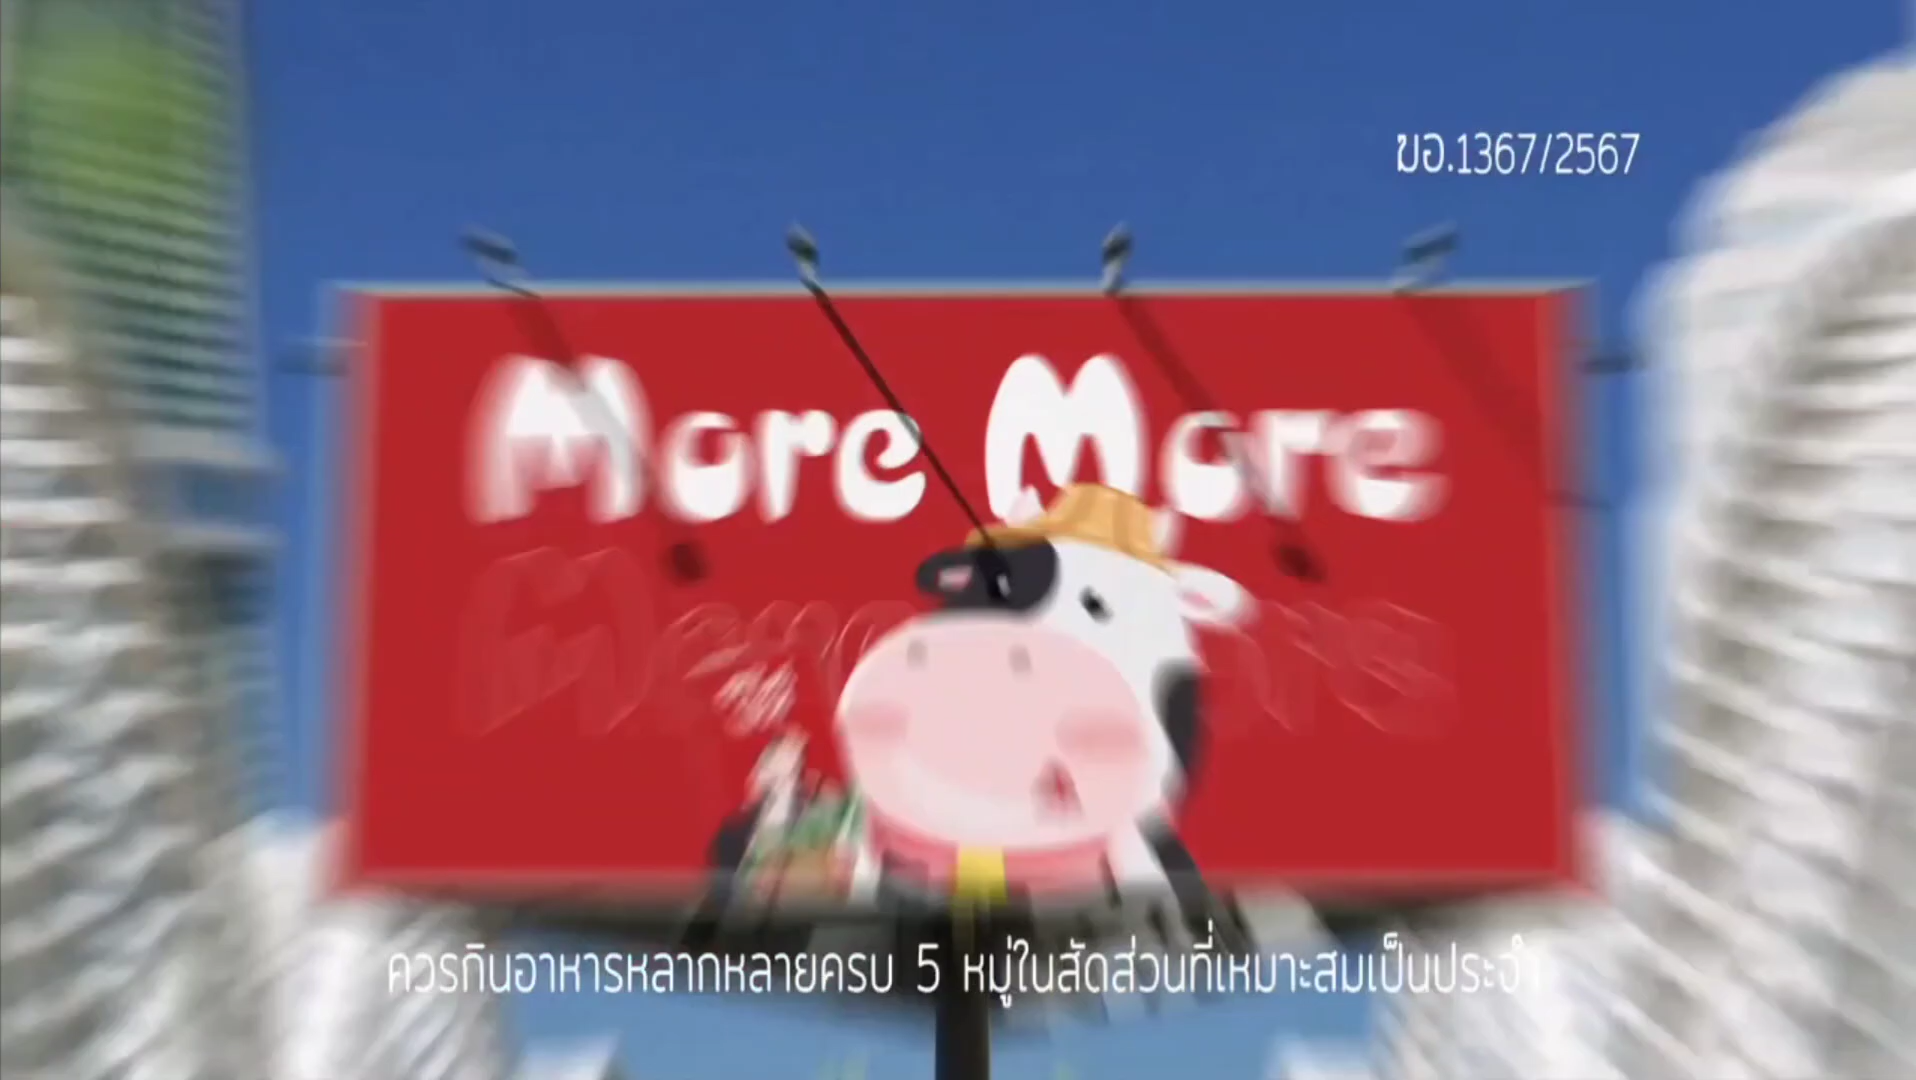 ฆอ.1367/2567
More More
ควรกินอาหารหลากหลายครบ 5 หมู่ในสัดส่วนที่เหมาะสมเป็นประจำ